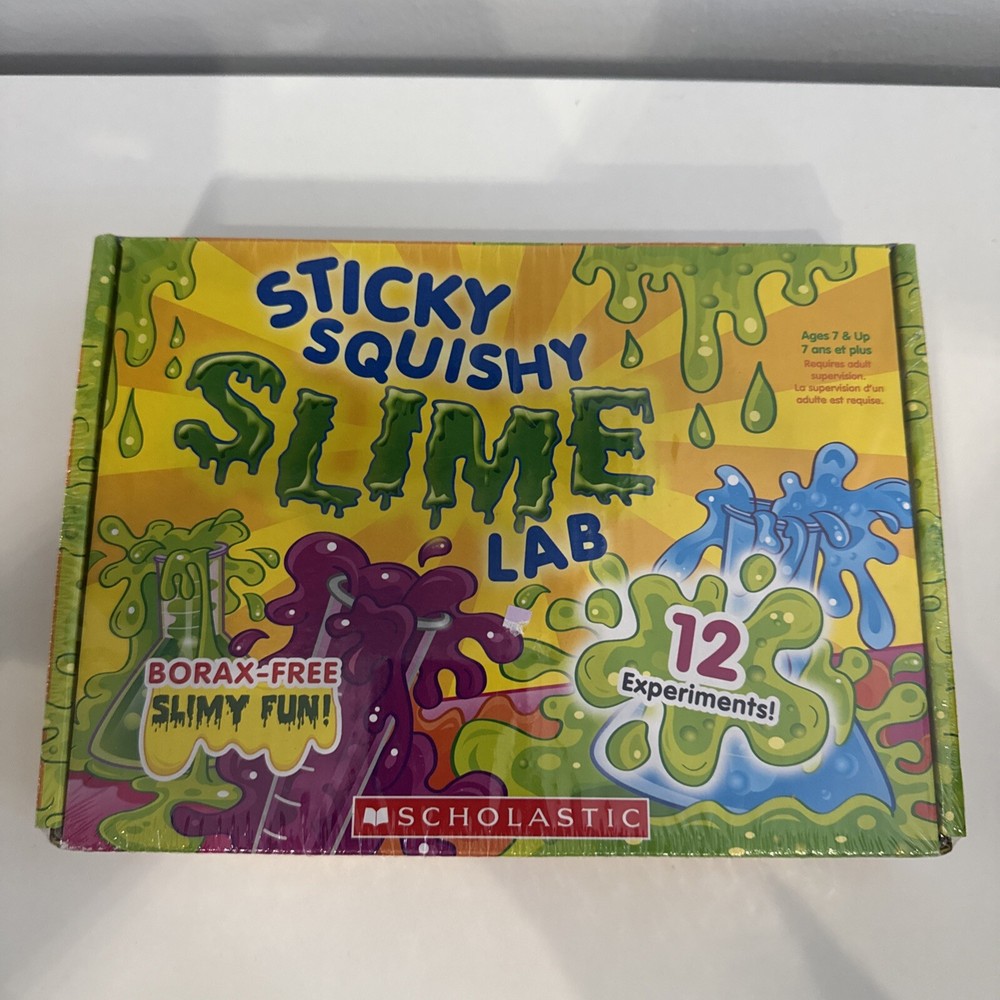 STICKY
SQUISHY
SLIME
LAB
Ages 7 & Up
7 ans et plus
Requires adult
supervision.
La supervision d'un
adulte est requise.
BORAX-FREE
SLIMY FUN!
12
Experiments!
SCHOLASTIC